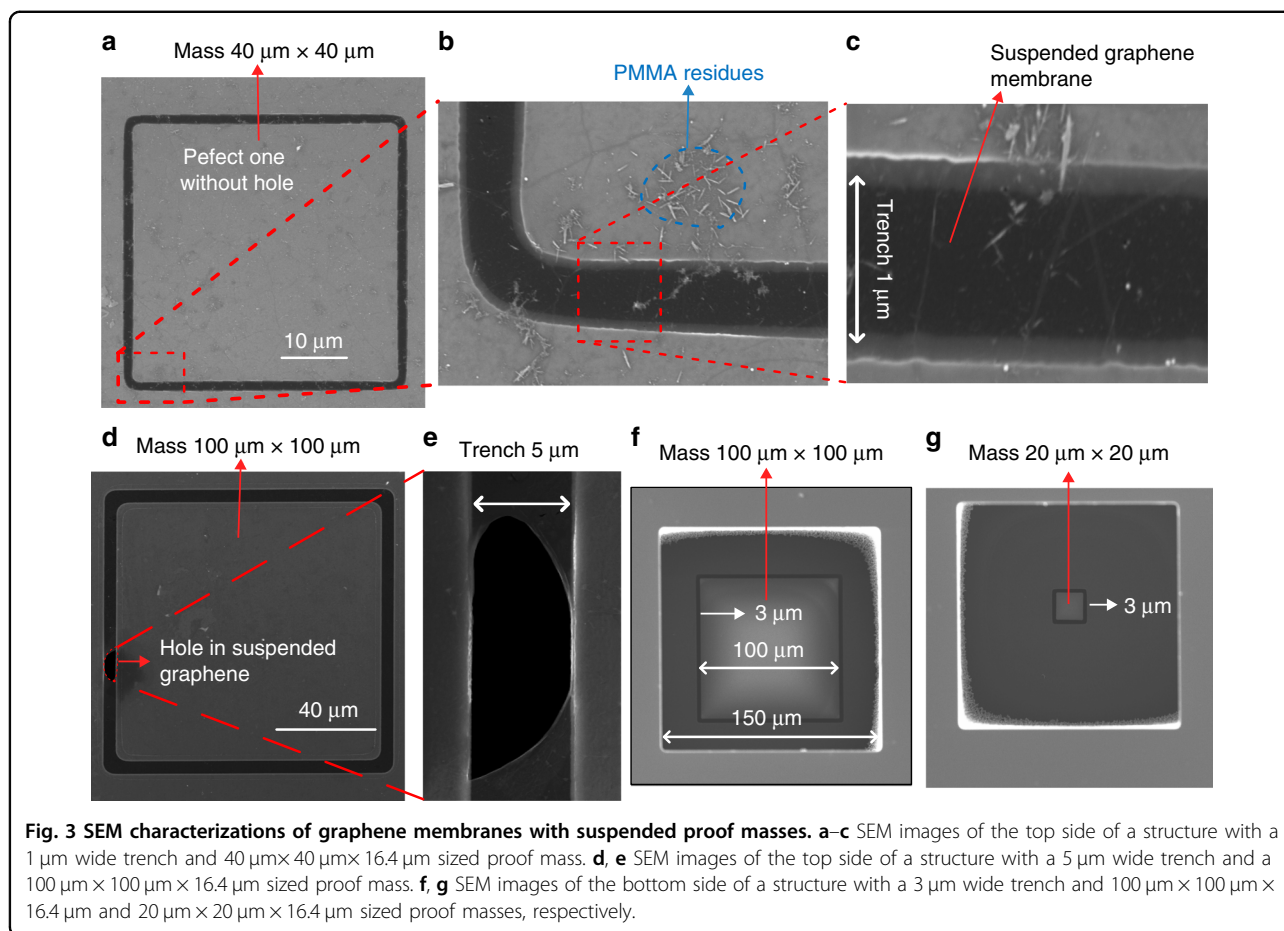 a
Mass 40 µm × 40 µm
Pefect one
without hole
10 µm
b
PMMA residues
c
Suspended graphene
membrane
Trench 1 µm
d
Mass 100 µm × 100 µm
Hole in suspended
graphene
40 µm
e
Trench 5 µm
f
Mass 100 µm × 100 µm
3 µm
100 µm
150 µm
g
Mass 20 µm × 20 µm
3 µm
Fig. 3 SEM characterizations of graphene membranes with suspended proof masses. a–c SEM images of the top side of a structure with a
1 µm wide trench and 40 µm× 40 µm× 16.4 µm sized proof mass. d, e SEM images of the top side of a structure with a 5 µm wide trench and a
100 µm × 100 µm × 16.4 µm sized proof mass. f, g SEM images of the bottom side of a structure with a 3 µm wide trench and 100 µm × 100 µm ×
16.4 µm and 20 µm × 20 µm × 16.4 µm sized proof masses, respectively.